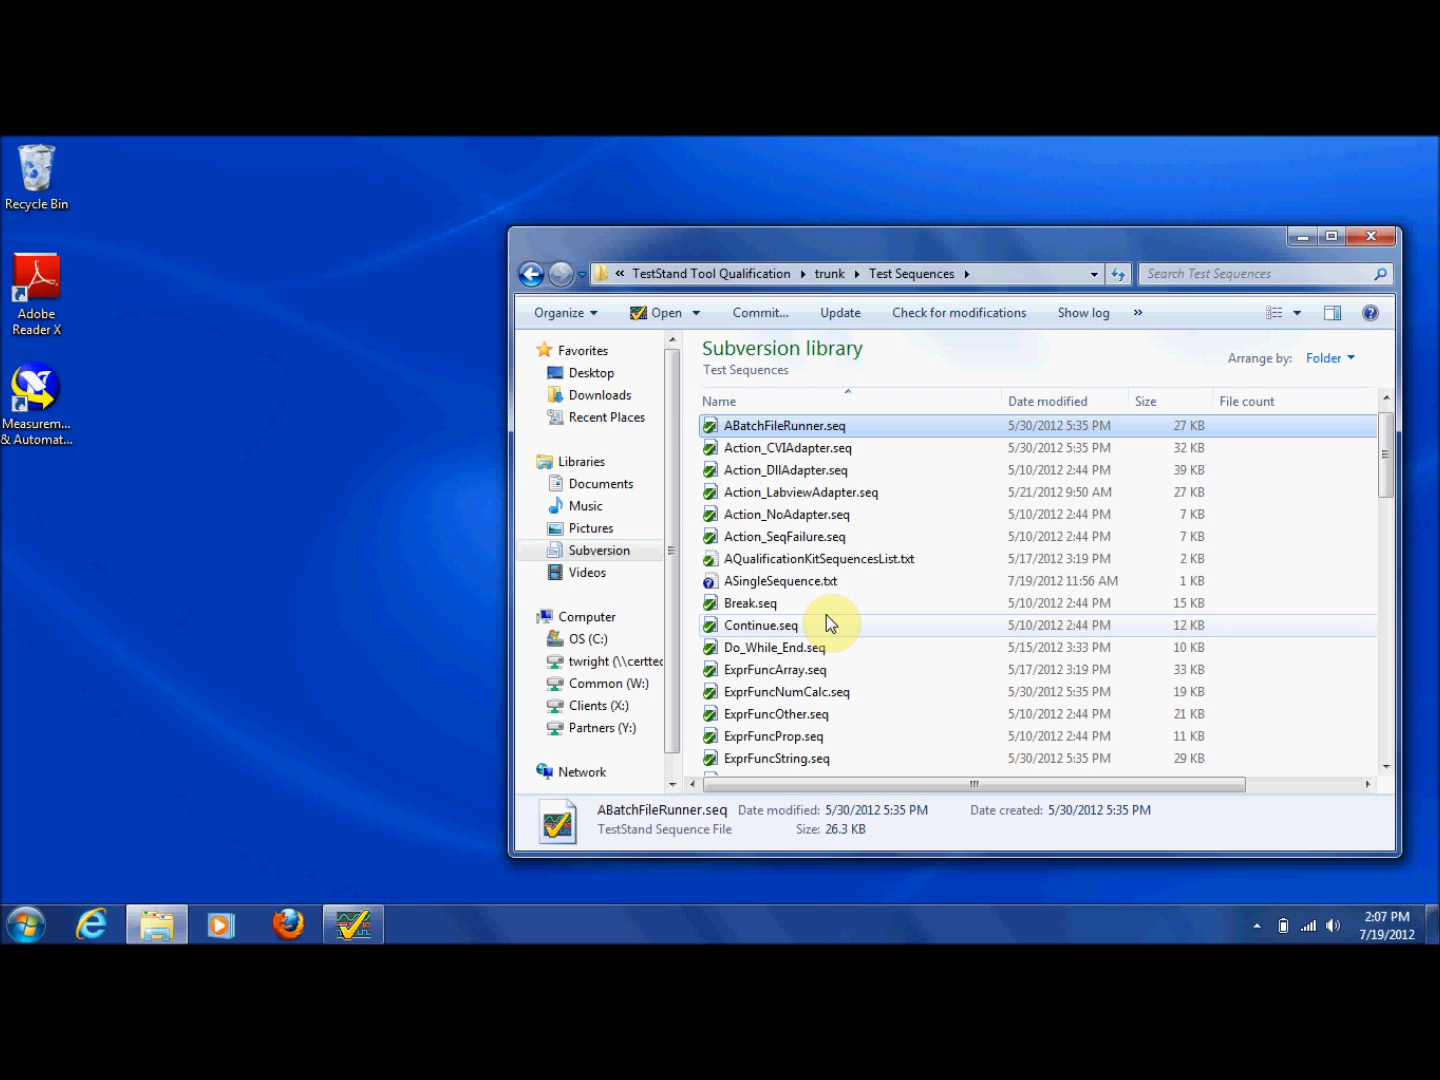 Recycle Bin
Adobe
Reader X
Measurem...
& Automat...
« TestStand Tool Qualification ▸ trunk ▸ Test Sequences ▸
Search Test Sequences
Organize
Open
Commit...
Update
Check for modifications
Show log
»
Favorites
Desktop
Downloads
Recent Places
Libraries
Documents
Music
Pictures
Subversion
Videos
Computer
OS (C:)
twright (\\certtec
Common (W:)
Clients (X:)
Partners (Y:)
Network
Subversion library
Test Sequences
Arrange by: Folder
Name Date modified Size File count
ABatchFileRunner.seq 5/30/2012 5:35 PM 27 KB
Action_CVIAdapter.seq 5/30/2012 5:35 PM 32 KB
Action_DllAdapter.seq 5/10/2012 2:44 PM 39 KB
Action_LabviewAdapter.seq 5/21/2012 9:50 AM 27 KB
Action_NoAdapter.seq 5/10/2012 2:44 PM 7 KB
Action_SeqFailure.seq 5/10/2012 2:44 PM 7 KB
AQualificationKitSequencesList.txt 5/17/2012 3:19 PM 2 KB
ASingleSequence.txt 7/19/2012 11:56 AM 1 KB
Break.seq 5/10/2012 2:44 PM 15 KB
Continue.seq 5/10/2012 2:44 PM 12 KB
Do_While_End.seq 5/15/2012 3:33 PM 10 KB
ExprFuncArray.seq 5/17/2012 3:19 PM 33 KB
ExprFuncNumCalc.seq 5/30/2012 5:35 PM 19 KB
ExprFuncOther.seq 5/10/2012 2:44 PM 21 KB
ExprFuncProp.seq 5/10/2012 2:44 PM 11 KB
ExprFuncString.seq 5/30/2012 5:35 PM 29 KB
ABatchFileRunner.seq Date modified: 5/30/2012 5:35 PM Date created: 5/30/2012 5:35 PM
TestStand Sequence File Size: 26.3 KB
2:07 PM
7/19/2012